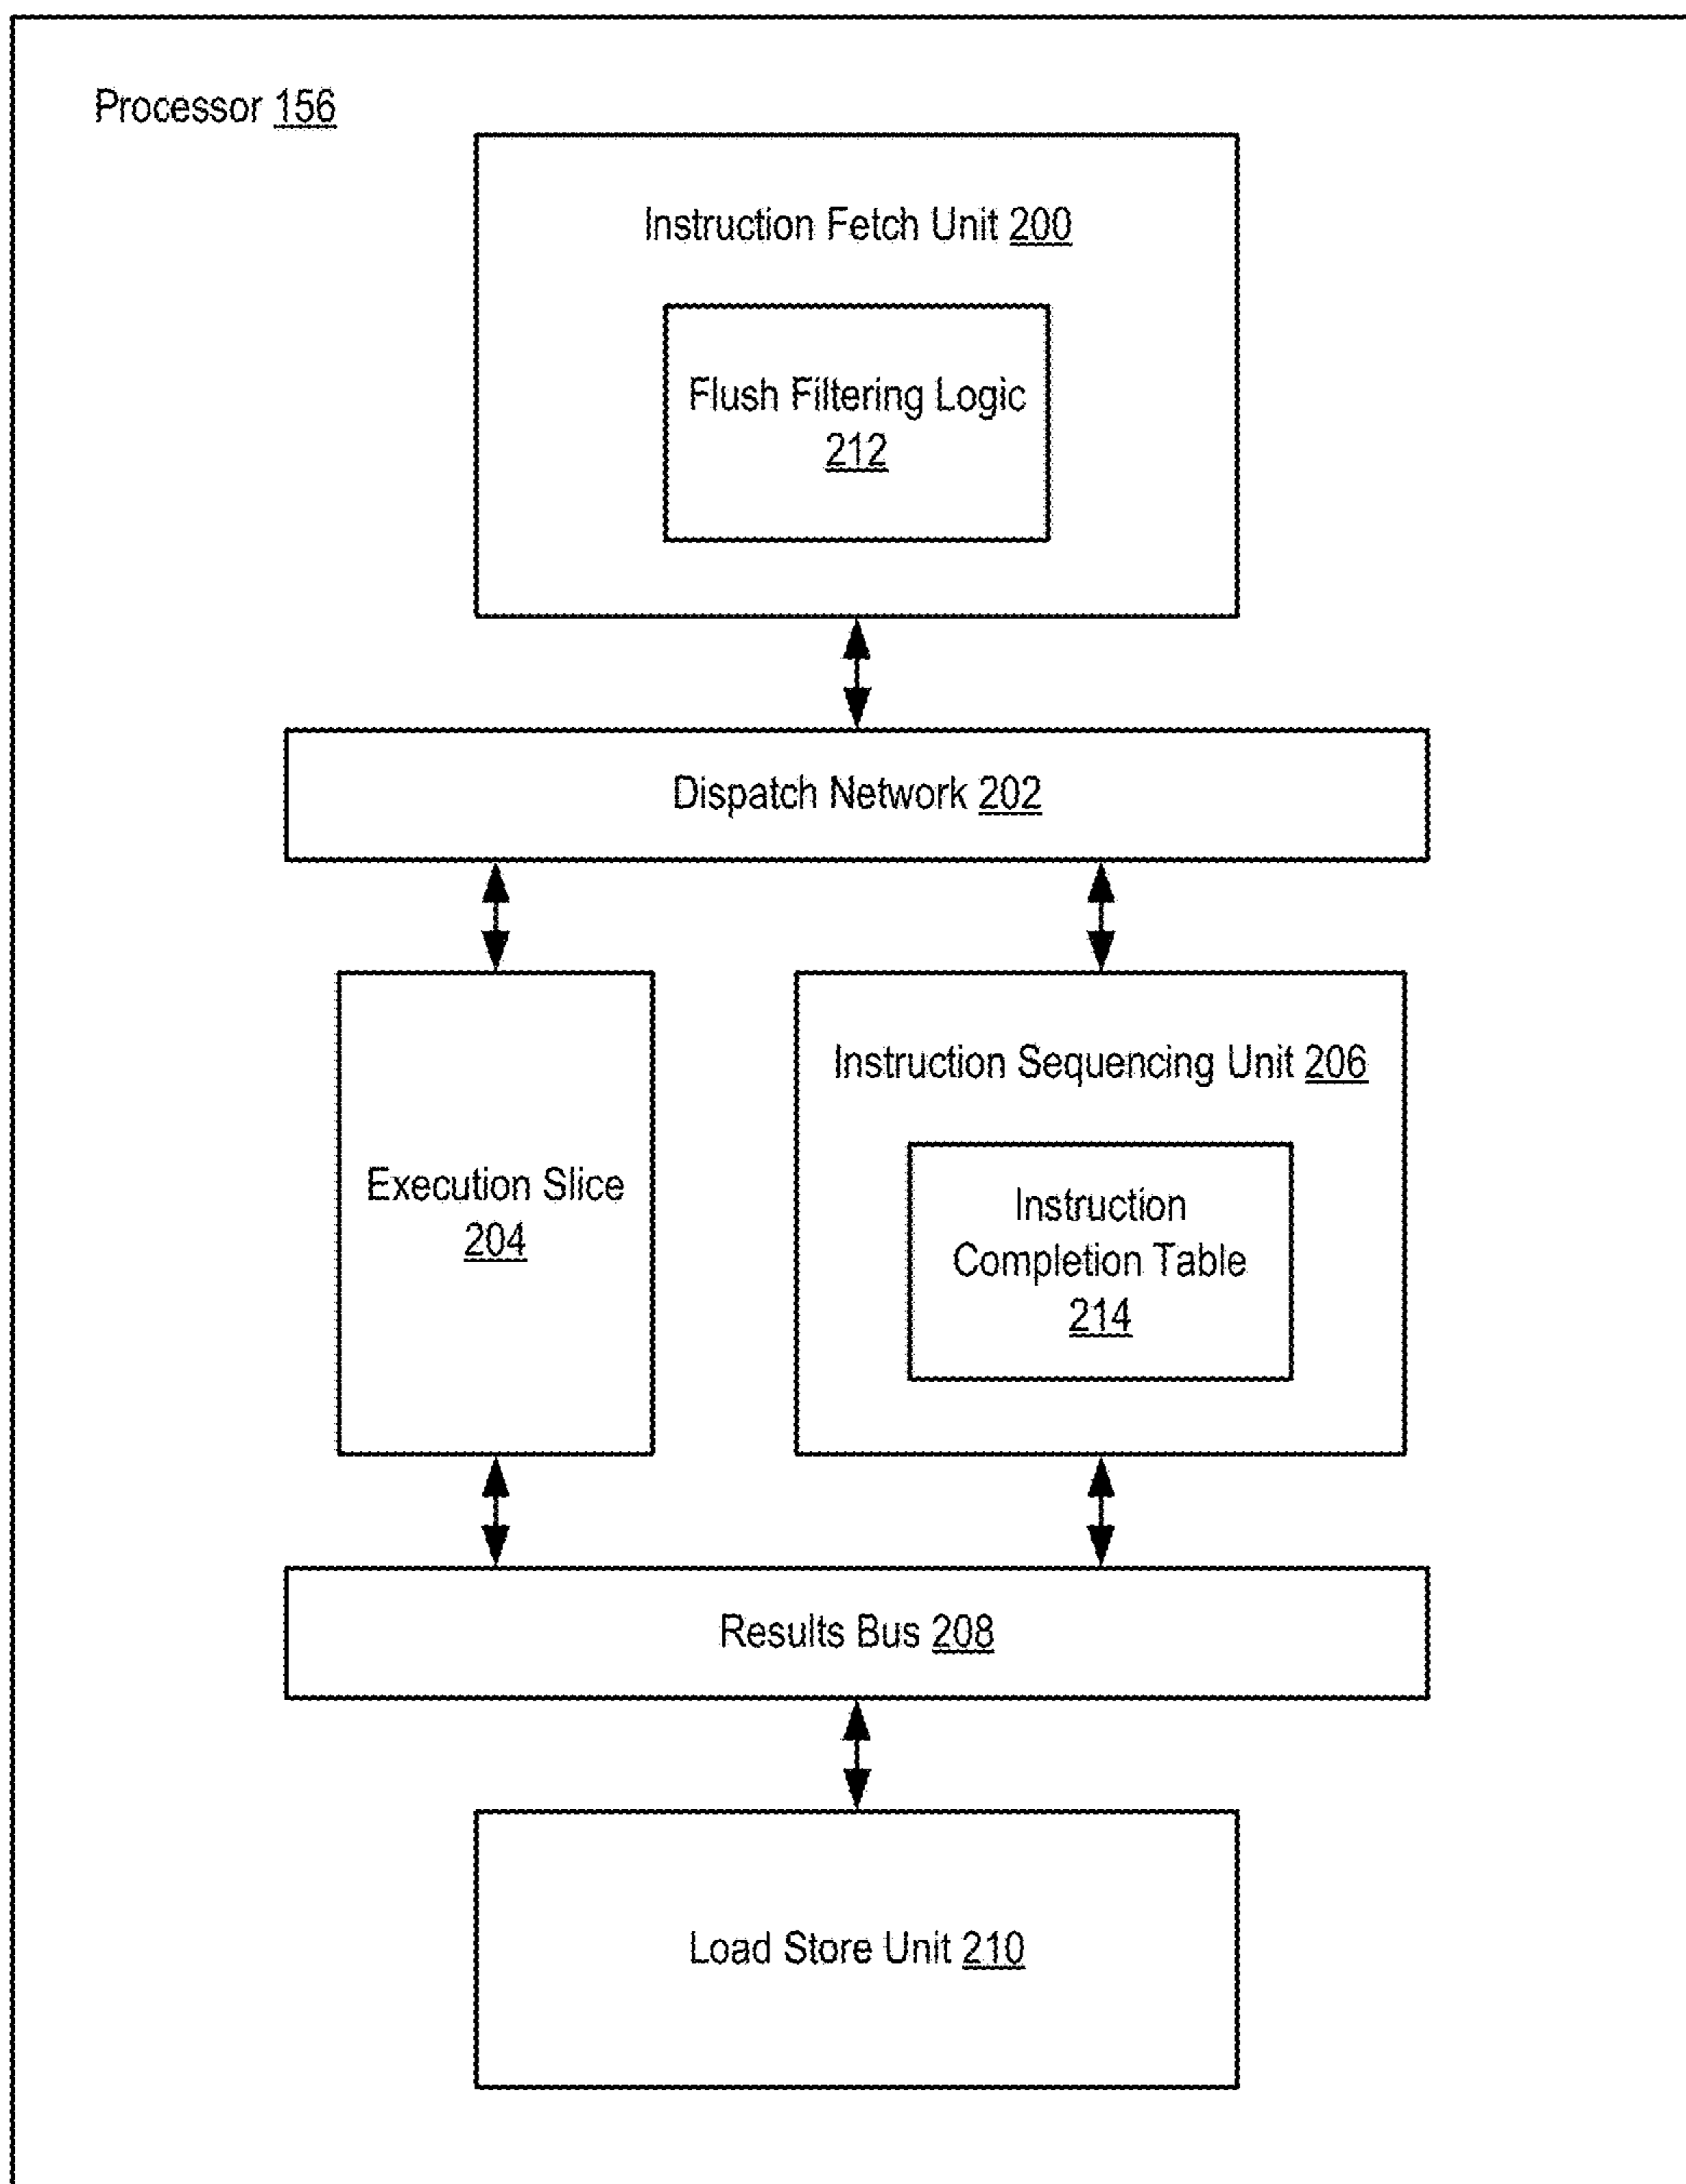 Processor 156
Instruction Fetch Unit 200
Flush Filtering Logic
212
Dispatch Network 202
Execution Slice
204
Instruction Sequencing Unit 206
Instruction
Completion Table
214
Results Bus 208
Load Store Unit 210